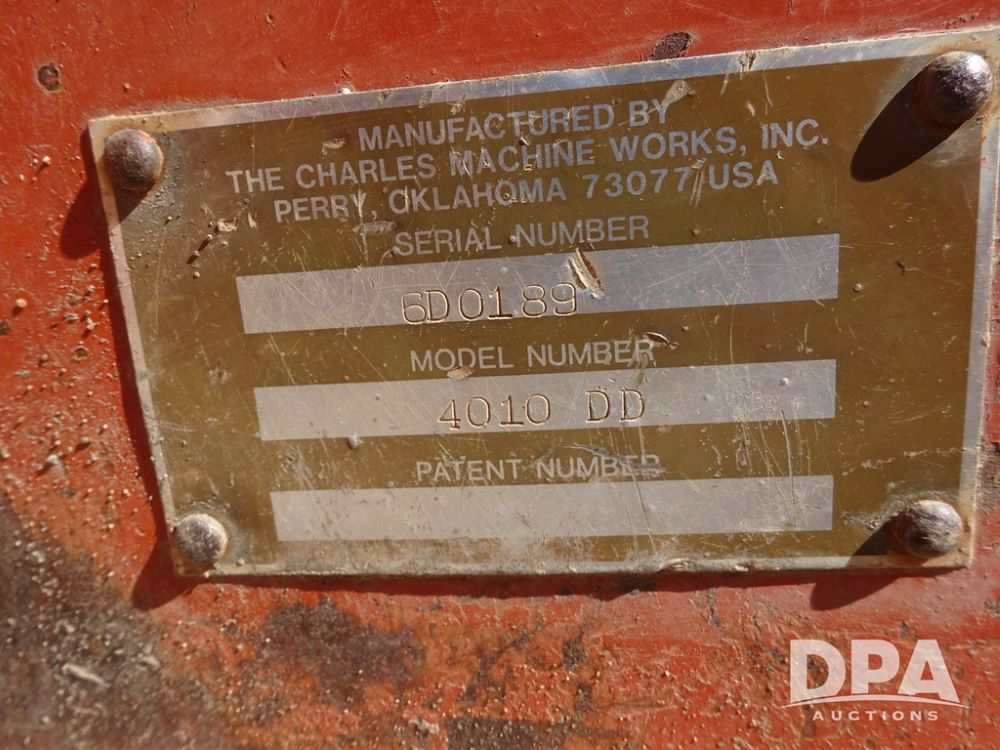 MANUFACTURED BY
THE CHARLES MACHINE WORKS, INC.
PERRY, OKLAHOMA 73077 USA
SERIAL NUMBER
6D0189
MODEL NUMBER
4010 DD
PATENT NUMBER
DPA
AUCTIONS